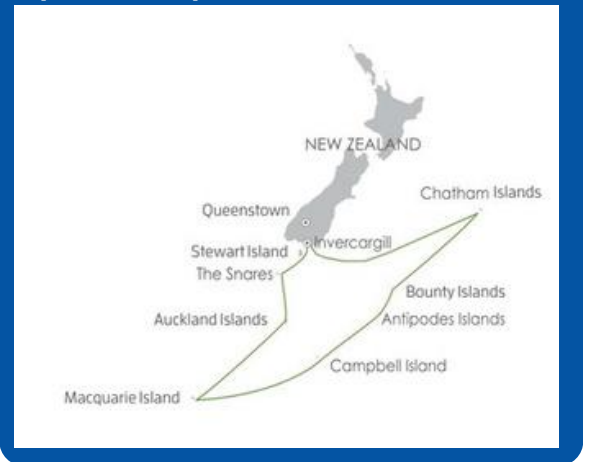 NEW ZEALAND
Chatham Islands
Queenstown
Invercargill
Stewart Island
The Snares
Bounty Islands
Auckland Islands
Antipodes Islands
Campbell Island
Macquarie Island